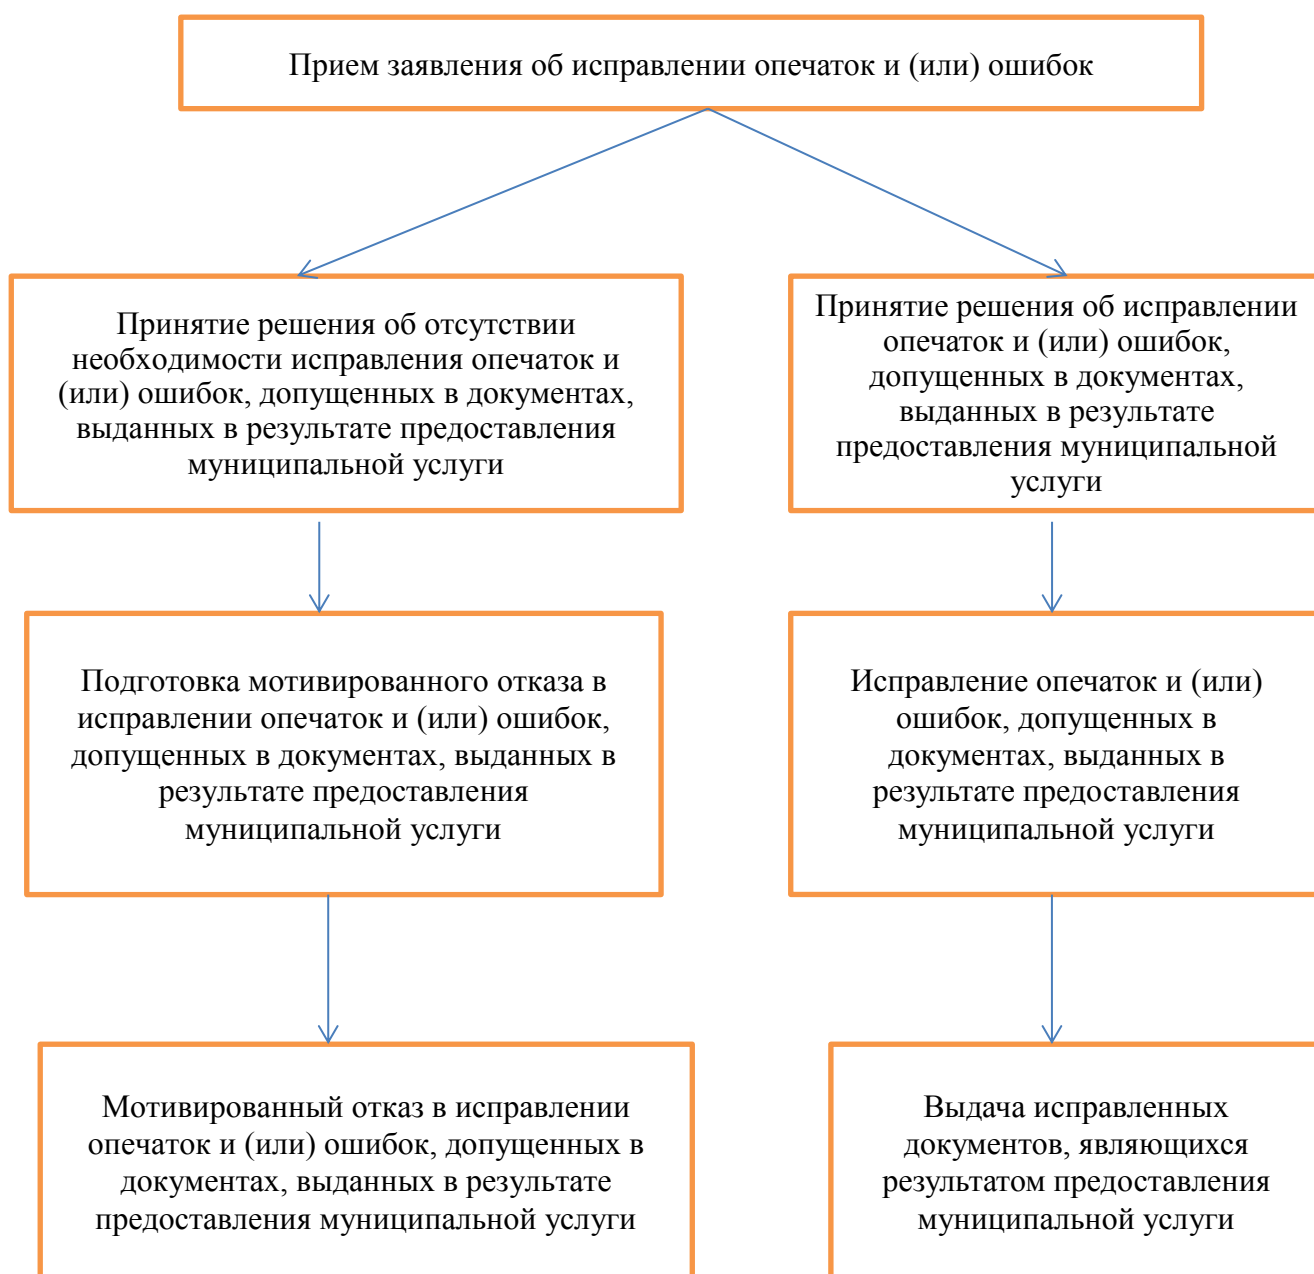 Прием заявления об исправлении опечаток и (или) ошибок
Принятие решения об отсутствии
необходимости исправления опечаток и
(или) ошибок, допущенных в документах,
выданных в результате предоставления
муниципальной услуги
Принятие решения об исправлении
опечаток и (или) ошибок,
допущенных в документах,
выданных в результате
предоставления муниципальной
услуги
Подготовка мотивированного отказа в
исправлении опечаток и (или) ошибок,
допущенных в документах, выданных в
результате предоставления
муниципальной услуги
Исправление опечаток и (или)
ошибок, допущенных в
документах, выданных в
результате предоставления
муниципальной услуги
Мотивированный отказ в исправлении
опечаток и (или) ошибок, допущенных в
документах, выданных в результате
предоставления муниципальной услуги
Выдача исправленных
документов, являющихся
результатом предоставления
муниципальной услуги